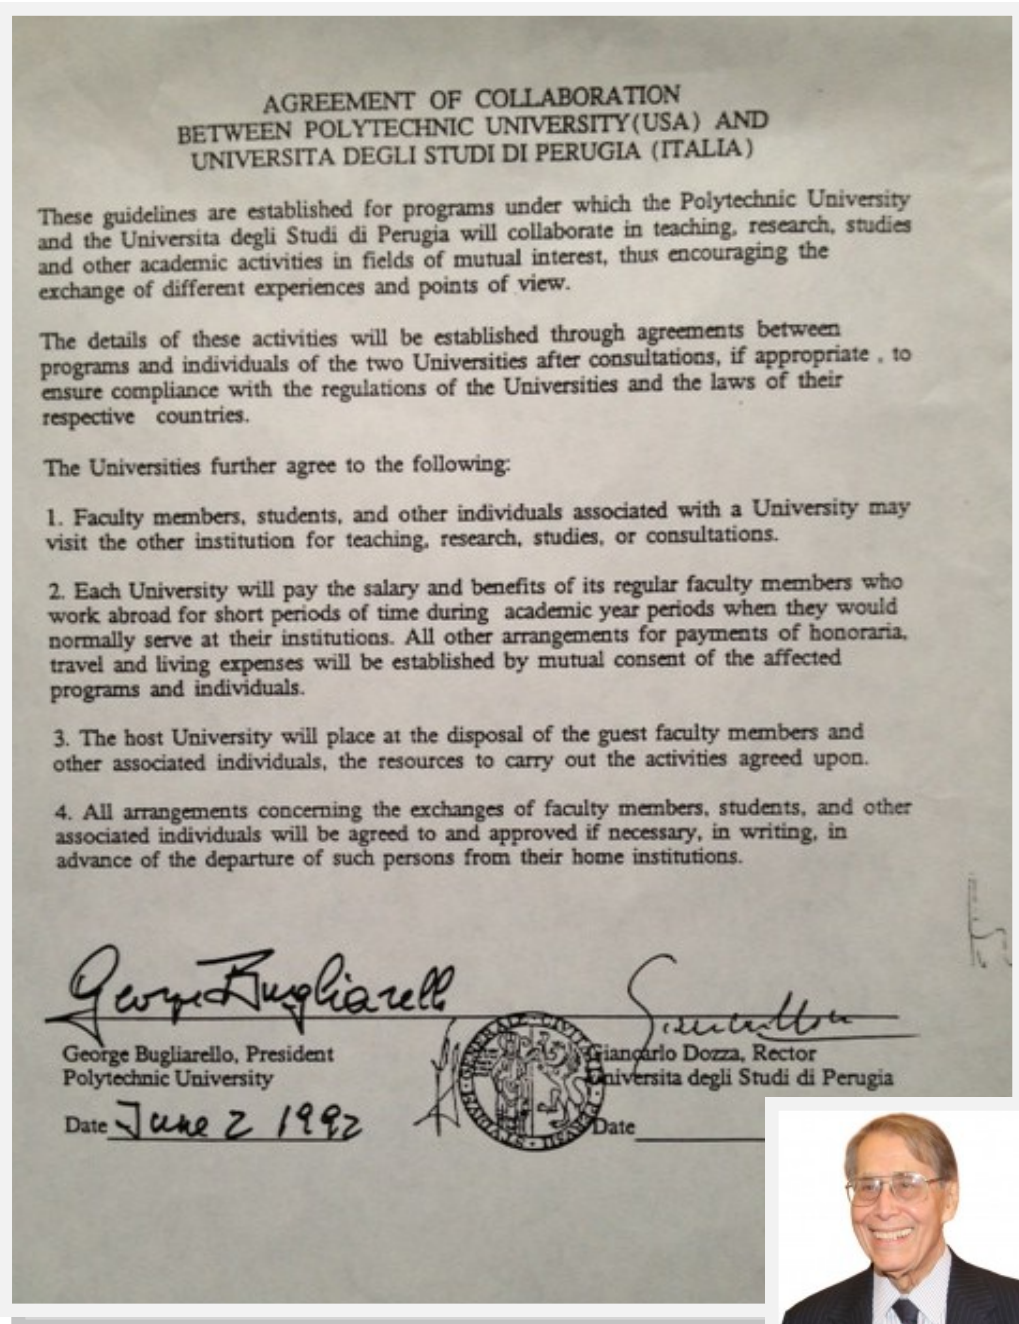 AGREEMENT OF COLLABORATION
BETWEEN POLYTECHNIC UNIVERSITY(USA) AND
UNIVERSITA DEGLI STUDI DI PERUGIA (ITALIA)
These guidelines are established for programs under which the Polytechnic University
and the Universita degli Studi di Perugia will collaborate in teaching, research, studies
and other academic activities in fields of mutual interest, thus encouraging the
exchange of different experiences and points of view.
The details of these activities will be established through agreements between
programs and individuals of the two Universities after consultations, if appropriate , to
ensure compliance with the regulations of the Universities and the laws of their
respective countries.
The Universities further agree to the following:
1. Faculty members, students, and other individuals associated with a University may
visit the other institution for teaching, research, studies, or consultations.
2. Each University will pay the salary and benefits of its regular faculty members who
work abroad for short periods of time during academic year periods when they would
normally serve at their institutions. All other arrangements for payments of honoraria,
travel and living expenses will be established by mutual consent of the affected
programs and individuals.
3. The host University will place at the disposal of the guest faculty members and
other associated individuals, the resources to carry out the activities agreed upon.
4. All arrangements concerning the exchanges of faculty members, students, and other
associated individuals will be agreed to and approved if necessary, in writing, in
advance of the departure of such persons from their home institutions.
George Bugliarello
George Bugliarello, President
Polytechnic University
Date June 2 1992
Giancarlo Dozza, Rector
Universita degli Studi di Perugia
Date